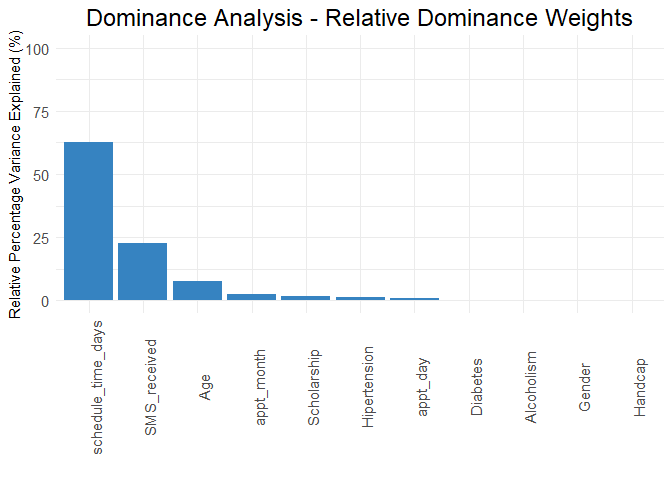 Dominance Analysis - Relative Dominance Weights
Relative Percentage Variance Explained (%)
100
75
50
25
0
schedule_time_days
SMS_received
Age
appt_month
Scholarship
Hipertension
appt_day
Diabetes
Alcoholism
Gender
Handcap